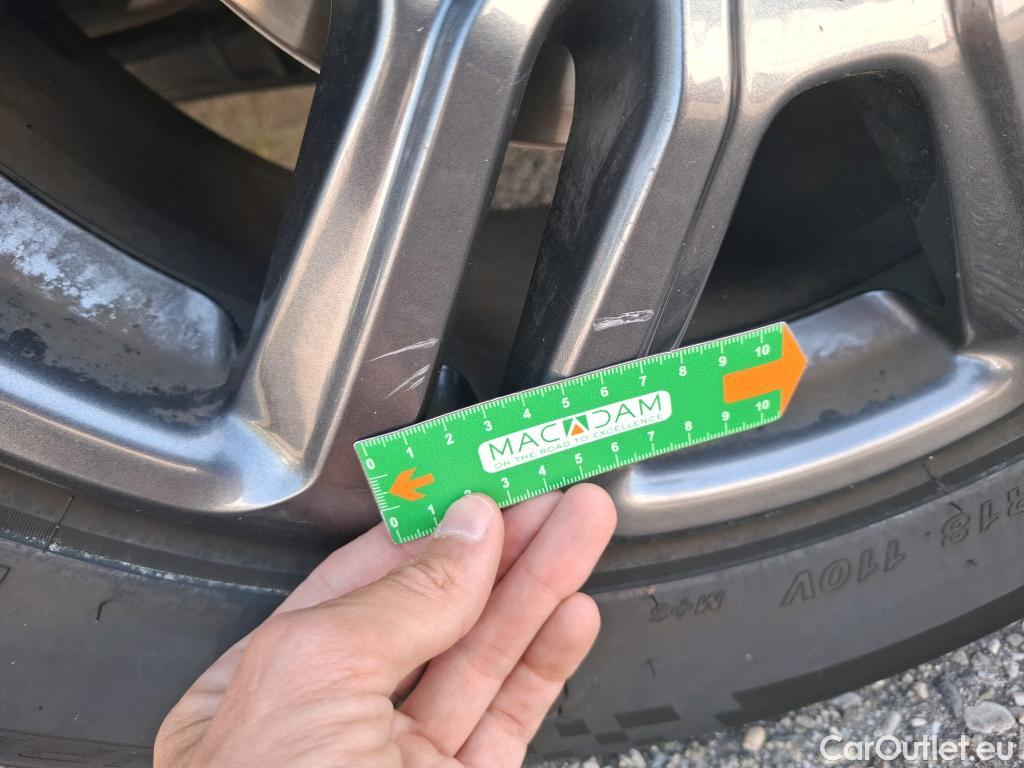 0 1 2 3 4 5 6 7 8 9 10
MACADAM
ON THE ROAD TO EXCELLENCE
0 1 2 3 4 5 6 7 8 9 10
R18
110V
M+S
CarOutlet.eu